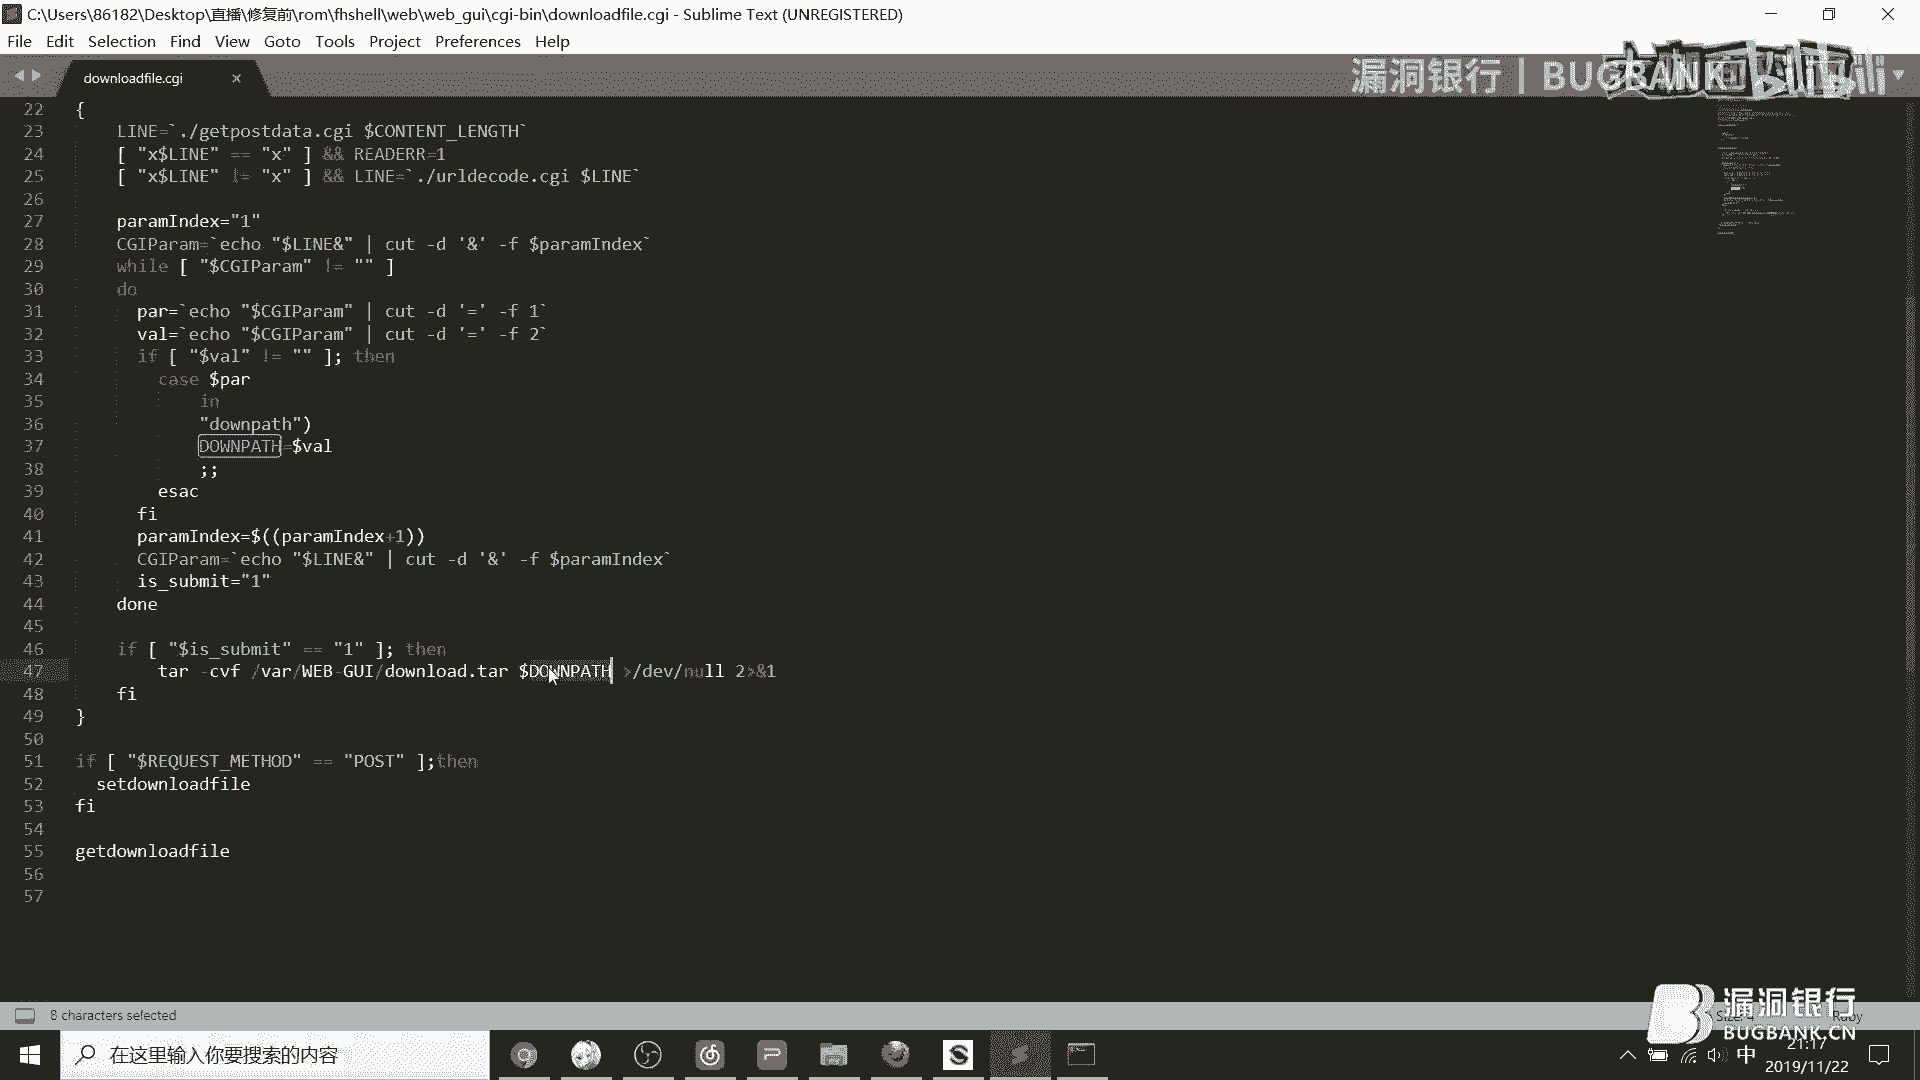 C:\Users\86182\Desktop\直播\修复前\rom\fhshell\web\web_gui\cgi-bin\downloadfile.cgi - Sublime Text (UNREGISTERED)
File Edit Selection Find View Goto Tools Project Preferences Help
downloadfile.cgi ×
漏洞银行 | BUGBANK
bilibili
22 {
23 LINE=`./getpostdata.cgi $CONTENT_LENGTH`
24 [ "x$LINE" == "x" ] && READERR=1
25 [ "x$LINE" != "x" ] && LINE=`./urldecode.cgi $LINE`
26
27 paramIndex="1"
28 CGIParam=`echo "$LINE&" | cut -d '&' -f $paramIndex`
29 while [ "$CGIParam" != "" ]
30 do
31 par=`echo "$CGIParam" | cut -d '=' -f 1`
32 val=`echo "$CGIParam" | cut -d '=' -f 2`
33 if [ "$val" != "" ]; then
34 case $par
35 in
36 "downpath")
37 DOWNPATH=$val
38 ;;
39 esac
40 fi
41 paramIndex=$((paramIndex+1))
42 CGIParam=`echo "$LINE&" | cut -d '&' -f $paramIndex`
43 is_submit="1"
44 done
45
46 if [ "$is_submit" == "1" ]; then
47 tar -cvf /var/WEB-GUI/download.tar $DOWNPATH >/dev/null 2>&1
48 fi
49 }
50
51 if [ "$REQUEST_METHOD" == "POST" ];then
52 setdownloadfile
53 fi
54
55 getdownloadfile
56
57
8 characters selected
Ruby
漏洞银行
BUGBANK.CN
在这里输入你要搜索的内容
中
21:17
2019/11/22